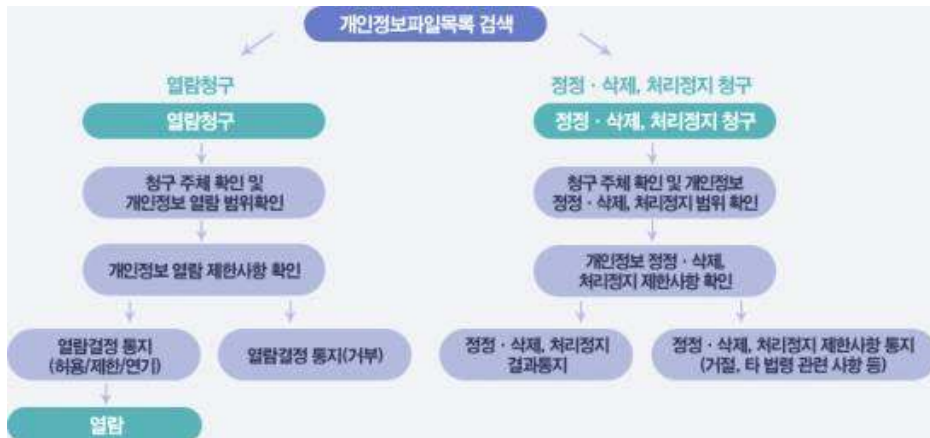 개인정보파일목록 검색
열람청구
열람청구
청구 주체 확인 및
개인정보 열람 범위확인
개인정보 열람 제한사항 확인
열람결정 통지
(허용/제한/연기)
열람결정 통지(거부)
열람
정정 · 삭제, 처리정지 청구
정정 · 삭제, 처리정지 청구
청구 주체 확인 및 개인정보
정정 · 삭제, 처리정지 범위 확인
개인정보 정정 · 삭제,
처리정지 제한사항 확인
정정 · 삭제, 처리정지
결과통지
정정 · 삭제, 처리정지 제한사항 통지
(거절, 타 법령 관련 사항 등)